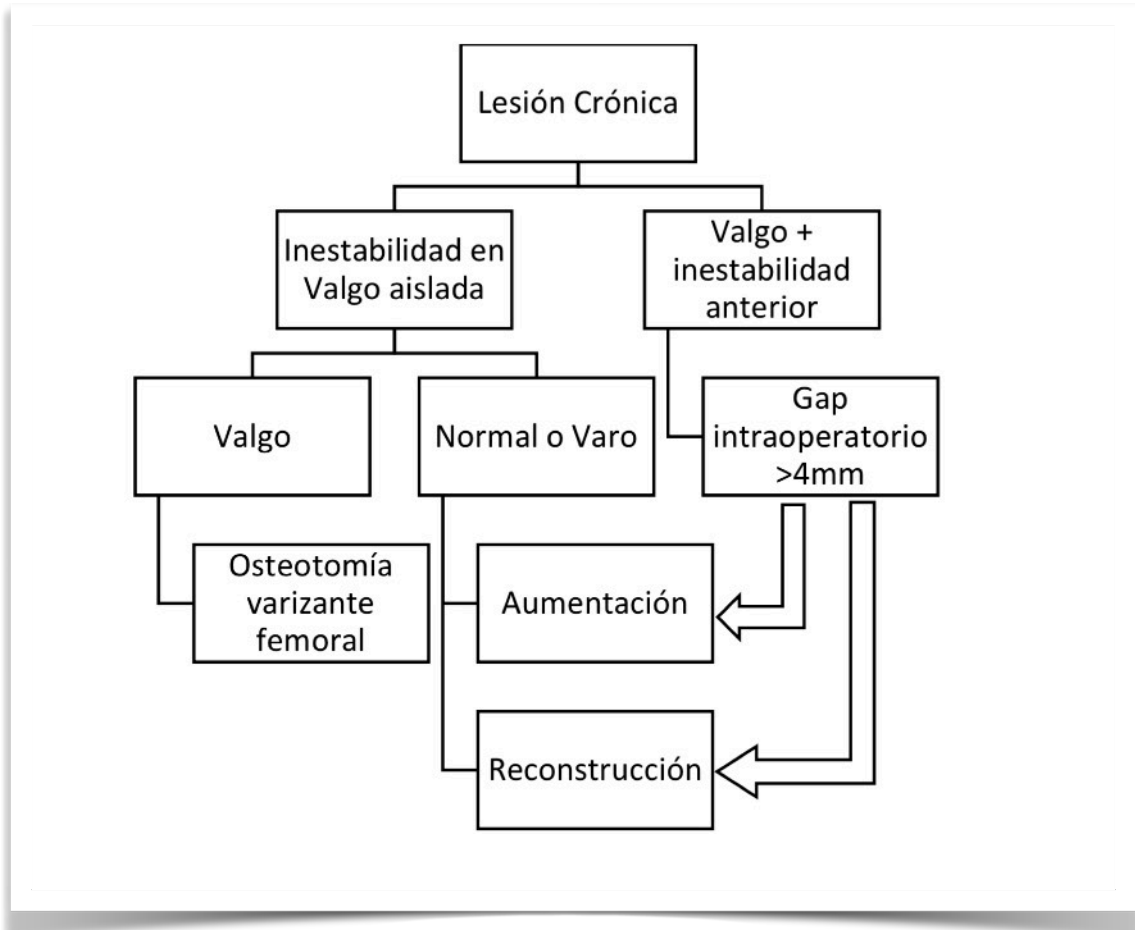 Lesión Crónica
Inestabilidad en
Valgo aislada
Valgo +
inestabilidad
anterior
Valgo
Normal o Varo
Gap
intraoperatorio
>4mm
Osteotomía
varizante
femoral
Aumentación
Reconstrucción